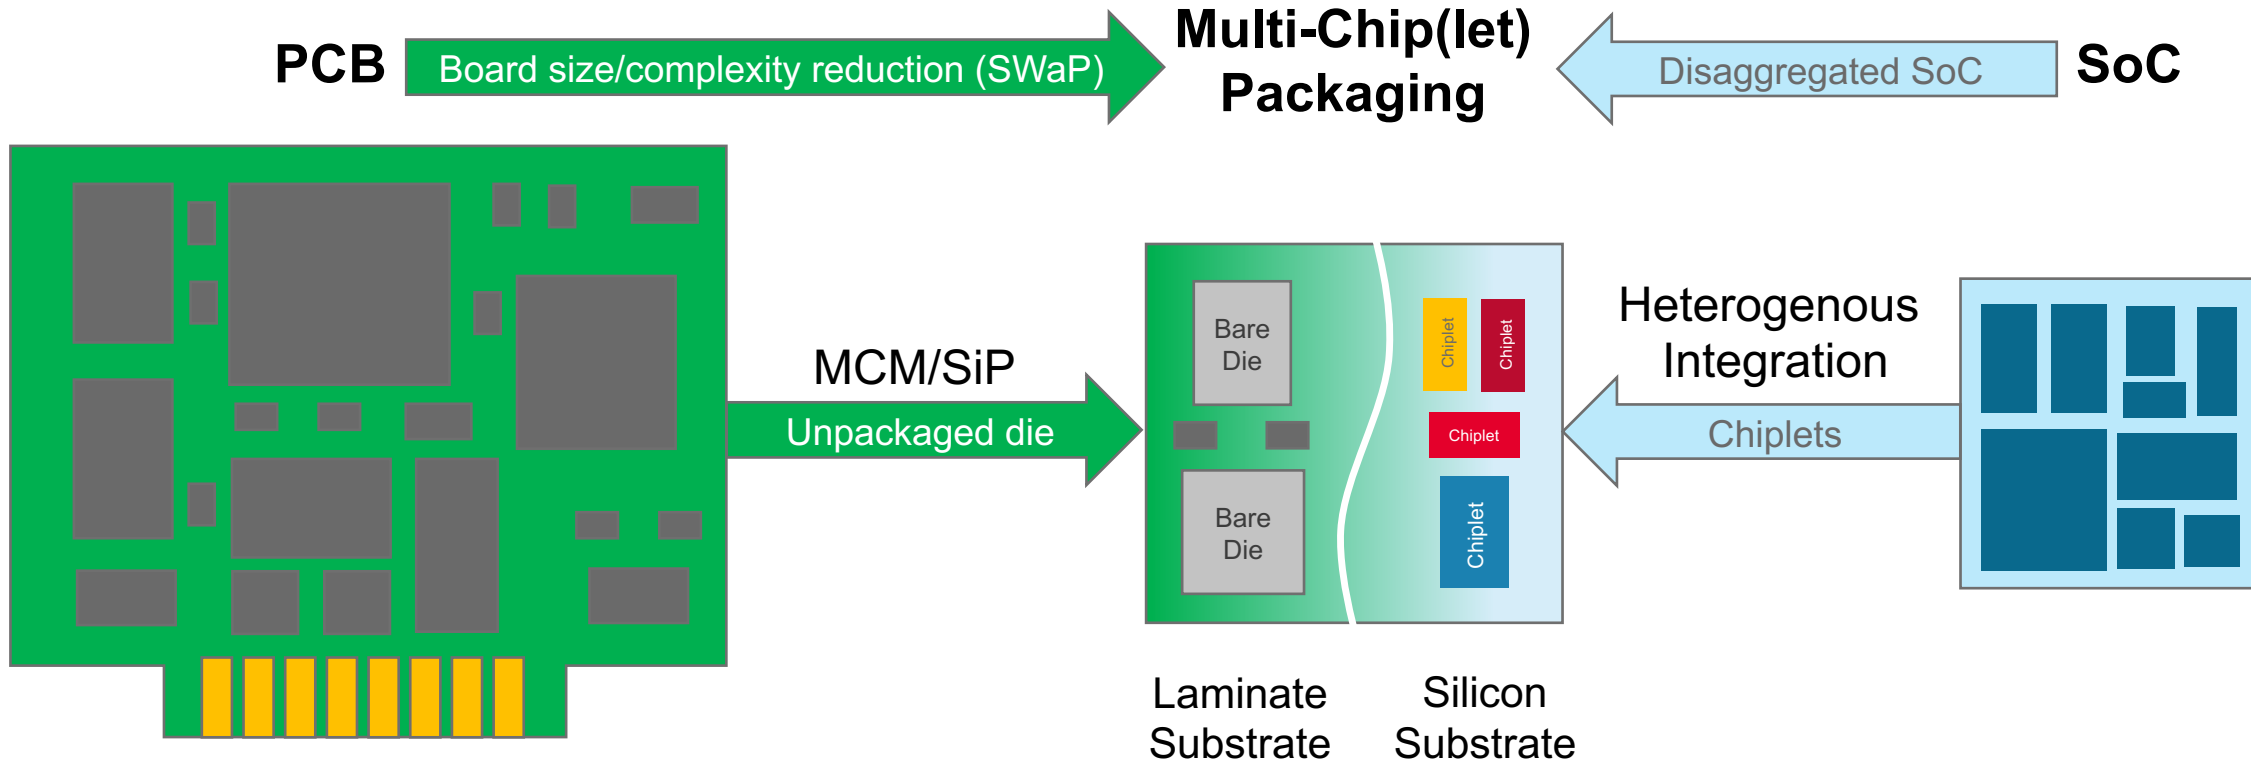 PCB
Board size/complexity reduction (SWaP)
Multi-Chip(let)
Packaging
Disaggregated SoC
SoC
MCM/SiP
Unpackaged die
Bare
Die
Bare
Die
Chiplet
Chiplet
Chiplet
Chiplet
Heterogenous
Integration
Chiplets
Laminate
Substrate
Silicon
Substrate